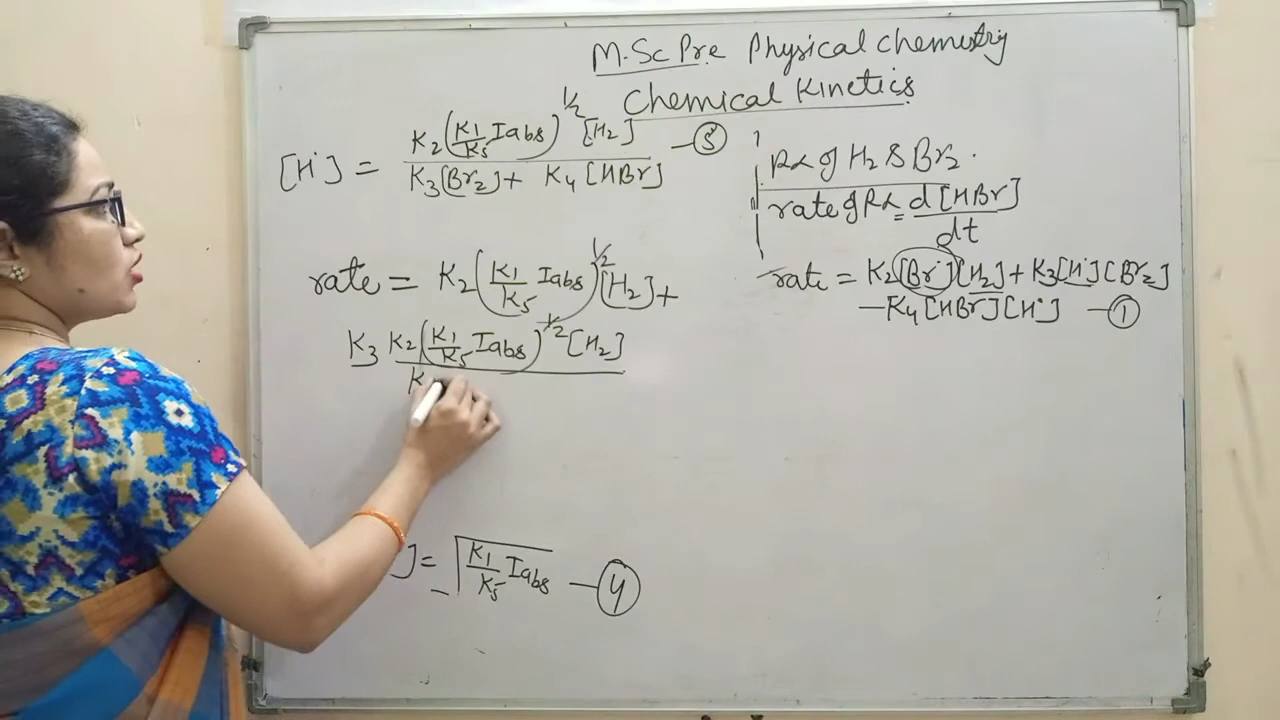 M.Sc Pre Physical Chemistry
Chemical Kinetics
[H˙] = K2(K1/K5 Iabs)^1/2 [H2] / K3[Br2] + K4[HBr] —⑤
Rx of H2 & Br2.
rate of Rx = d[HBr]/dt
rate = K2[Br˙][H2] + K3[H˙][Br2]
—K4[HBr][H˙] —①
rate = K2(K1/K5 Iabs)^1/2 [H2] +
K3 K2(K1/K5 Iabs)^1/2 [H2] / K
] = √(K1/K5 Iabs) —④